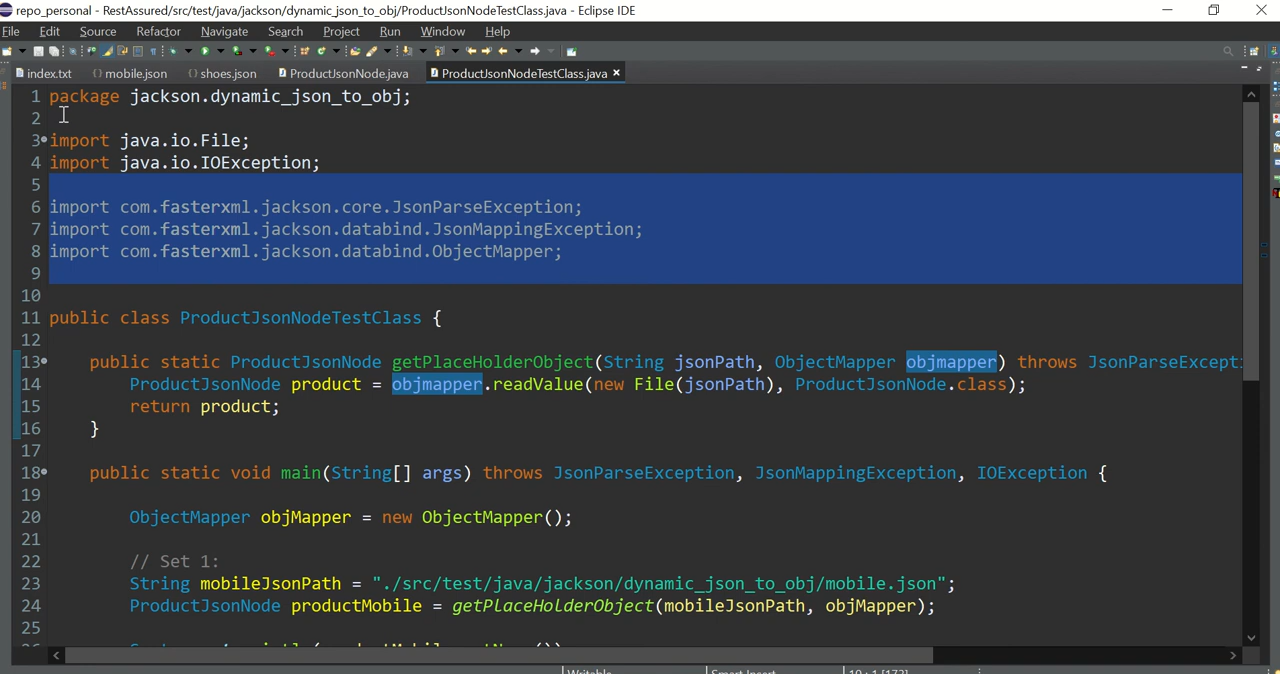 repo_personal - RestAssured/src/test/java/jackson/dynamic_json_to_obj/ProductJsonNodeTestClass.java - Eclipse IDE
File Edit Source Refactor Navigate Search Project Run Window Help
index.txt mobile.json shoes.json ProductJsonNode.java ProductJsonNodeTestClass.java
1 package jackson.dynamic_json_to_obj;
2
3 import java.io.File;
4 import java.io.IOException;
5
6 import com.fasterxml.jackson.core.JsonParseException;
7 import com.fasterxml.jackson.databind.JsonMappingException;
8 import com.fasterxml.jackson.databind.ObjectMapper;
9
10
11 public class ProductJsonNodeTestClass {
12
13 public static ProductJsonNode getPlaceHolderObject(String jsonPath, ObjectMapper objmapper) throws JsonParseExcept
14 ProductJsonNode product = objmapper.readValue(new File(jsonPath), ProductJsonNode.class);
15 return product;
16 }
17
18 public static void main(String[] args) throws JsonParseException, JsonMappingException, IOException {
19
20 ObjectMapper objMapper = new ObjectMapper();
21
22 // Set 1:
23 String mobileJsonPath = "./src/test/java/jackson/dynamic_json_to_obj/mobile.json";
24 ProductJsonNode productMobile = getPlaceHolderObject(mobileJsonPath, objMapper);
25
Writable Smart Insert